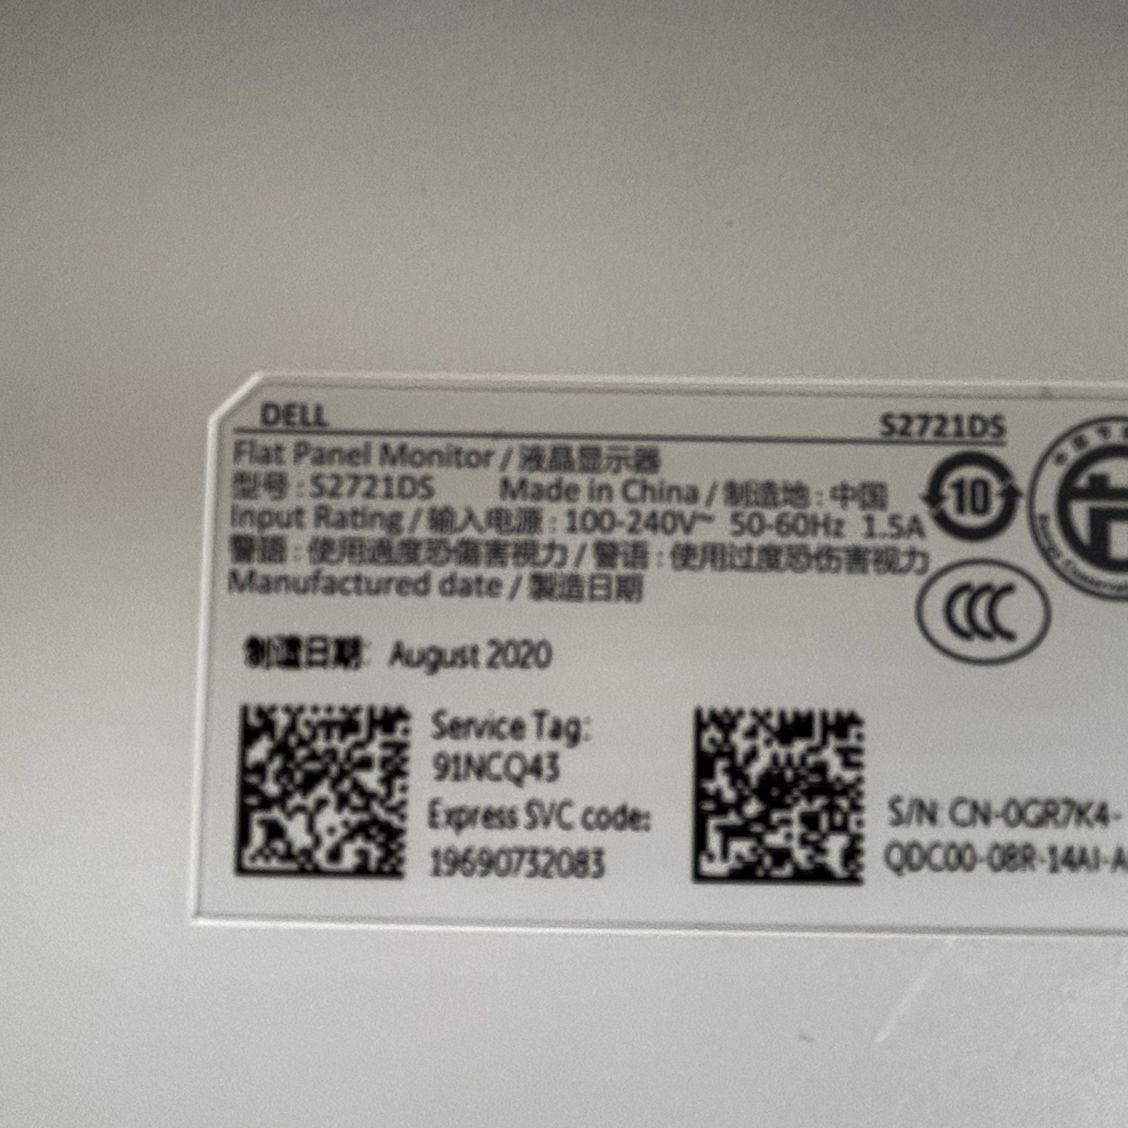 DELL S2721DS
Flat Panel Monitor / 液晶显示器
型号 : S2721DS Made in China / 制造地 : 中国
Input Rating / 输入电源 : 100-240V~ 50-60Hz 1.5A
警語 : 使用過度恐傷害視力 / 警语 : 使用过度恐伤害视力
Manufactured date / 製造日期
制造日期: August 2020
10
CCC
Service Tag:
91NCQ43
Express SVC code:
19690732083
S/N: CN-0GR7K4-
QDC00-08R-14AI-A